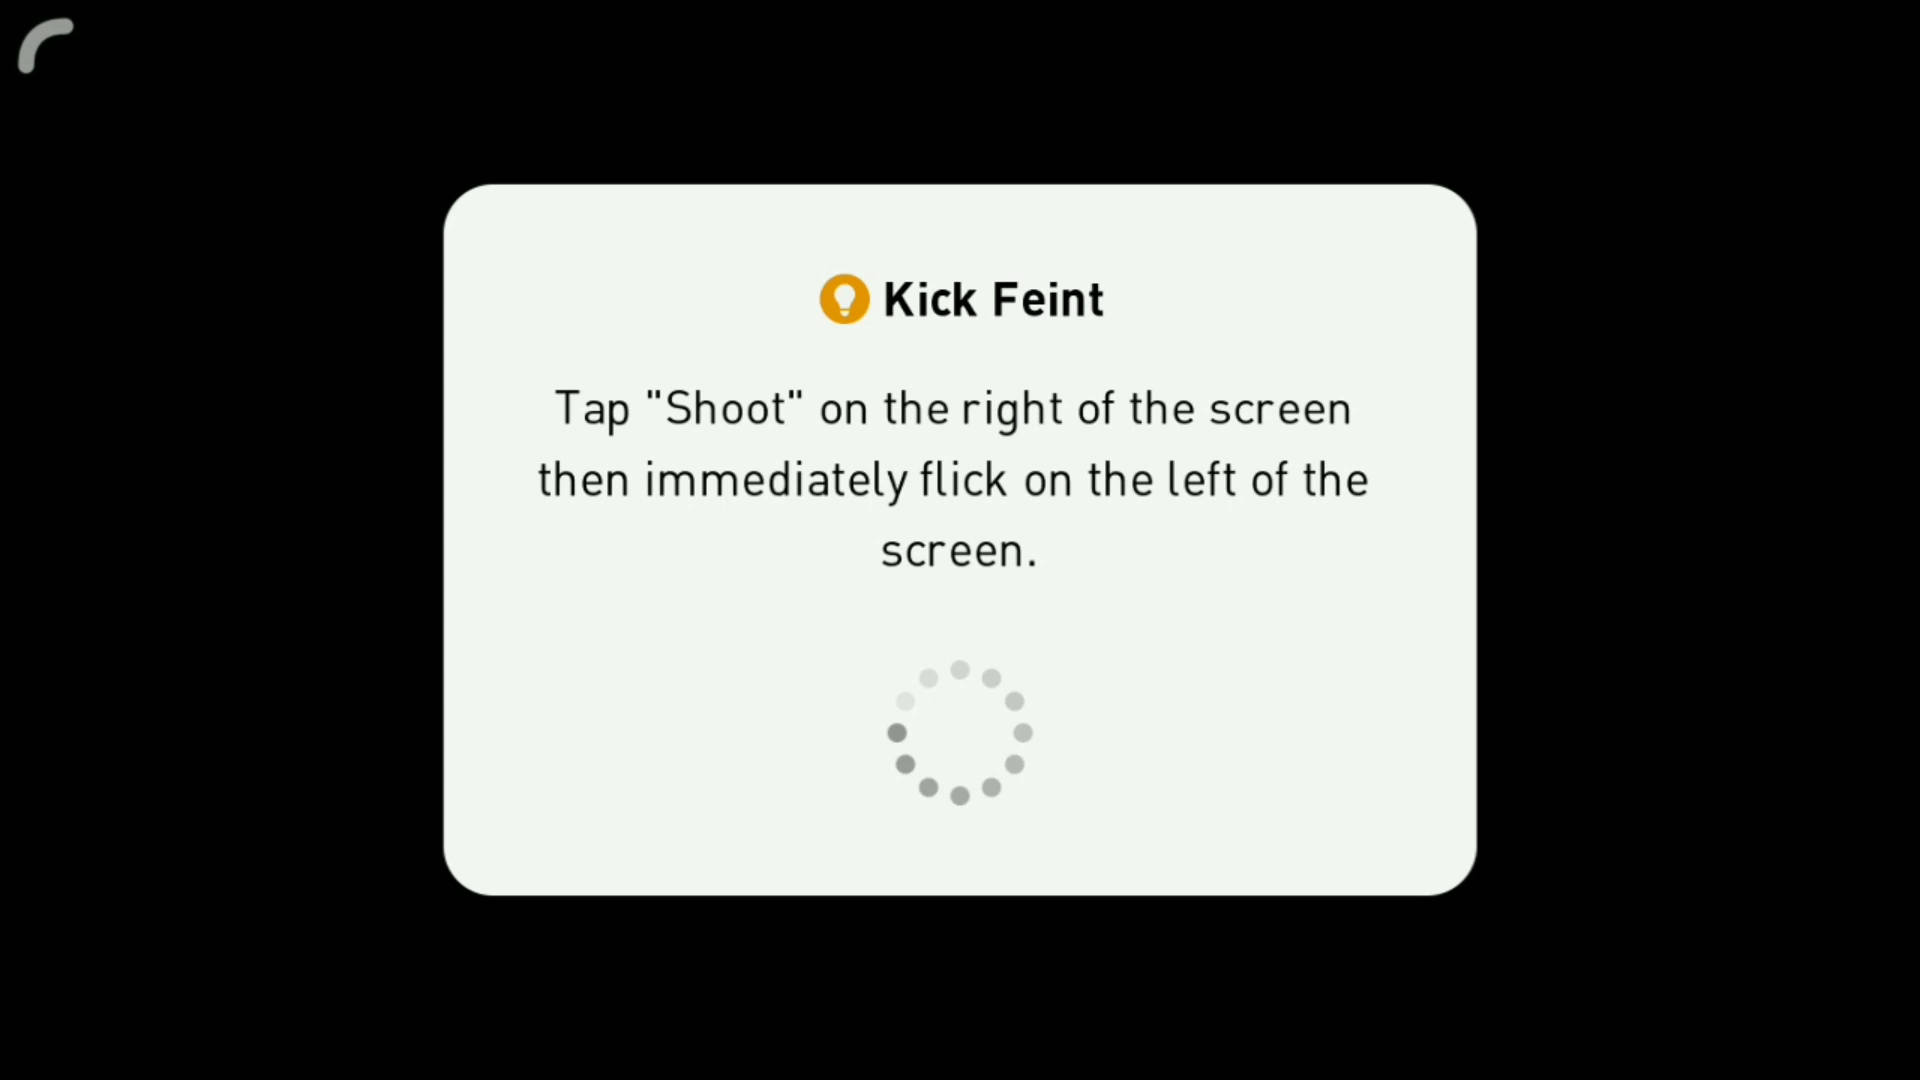 Kick Feint
Tap "Shoot" on the right of the screen
then immediately flick on the left of the
screen.